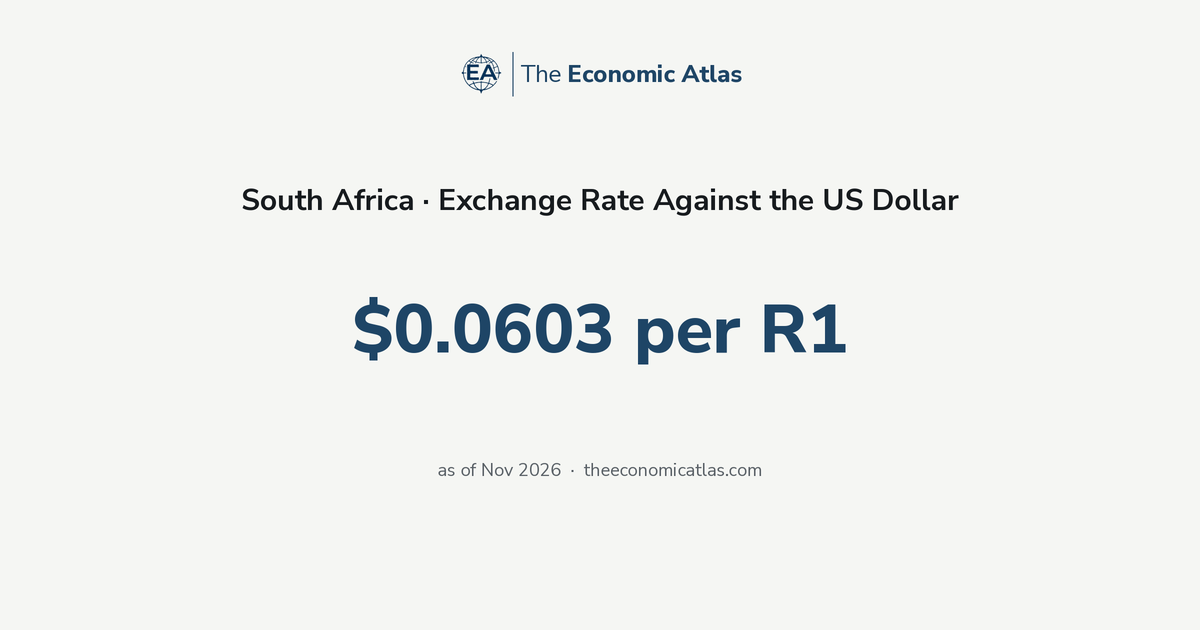 EA The Economic Atlas
South Africa · Exchange Rate Against the US Dollar
$0.0603 per R1
as of Nov 2026 · theeconomicatlas.com